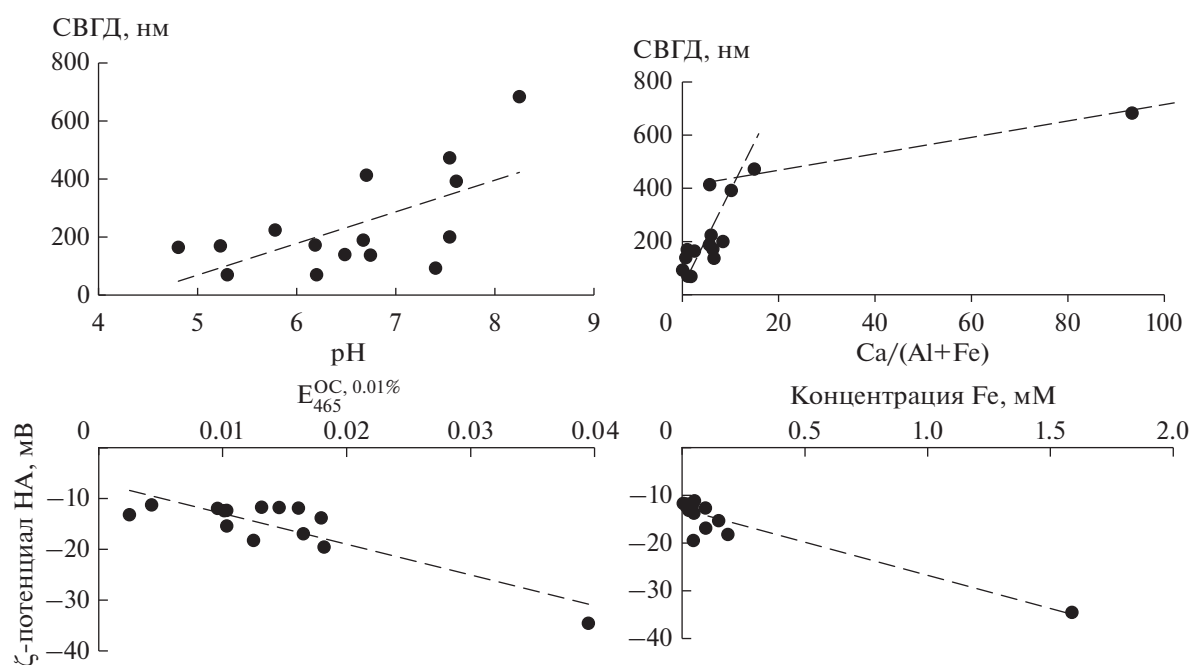 СВГД, нм
800
600
400
200
0
4 5 6 7 8 9
pH
СВГД, нм
800
600
400
200
0 20 40 60 80 100
Ca/(Al+Fe)
E₄₆₅^ОС, 0.01%
0 0.01 0.02 0.03 0.04
−10
−20
−30
−40
ζ-потенциал НА, мВ
Концентрация Fe, мМ
0 0.5 1.0 1.5 2.0
−10
−20
−30
−40